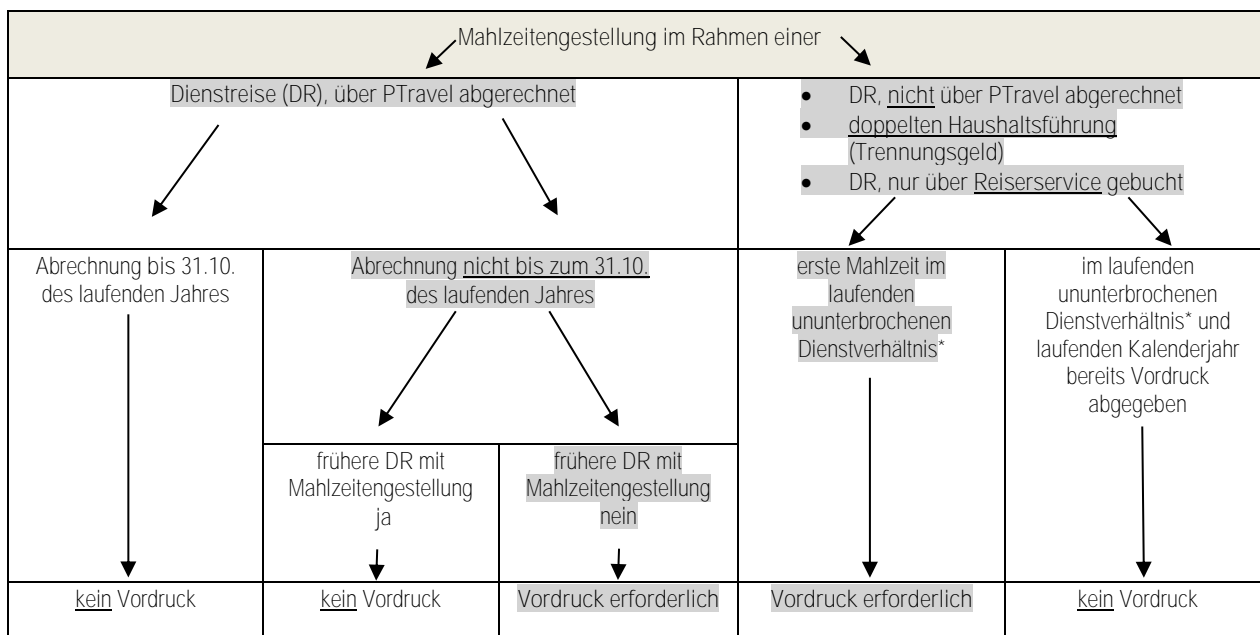 Mahlzeitengestellung im Rahmen einer
Dienstreise (DR), über PTravel abgerechnet
• DR, nicht über PTravel abgerechnet
• doppelten Haushaltsführung
(Trennungsgeld)
• DR, nur über Reiserservice gebucht
Abrechnung bis 31.10.
des laufenden Jahres
Abrechnung nicht bis zum 31.10.
des laufenden Jahres
erste Mahlzeit im
laufenden
ununterbrochenen
Dienstverhältnis*
im laufenden
ununterbrochenen
Dienstverhältnis* und
laufenden Kalenderjahr
bereits Vordruck
abgegeben
frühere DR mit
Mahlzeitengestellung
ja
frühere DR mit
Mahlzeitengestellung
nein
kein Vordruck
kein Vordruck
Vordruck erforderlich
Vordruck erforderlich
kein Vordruck